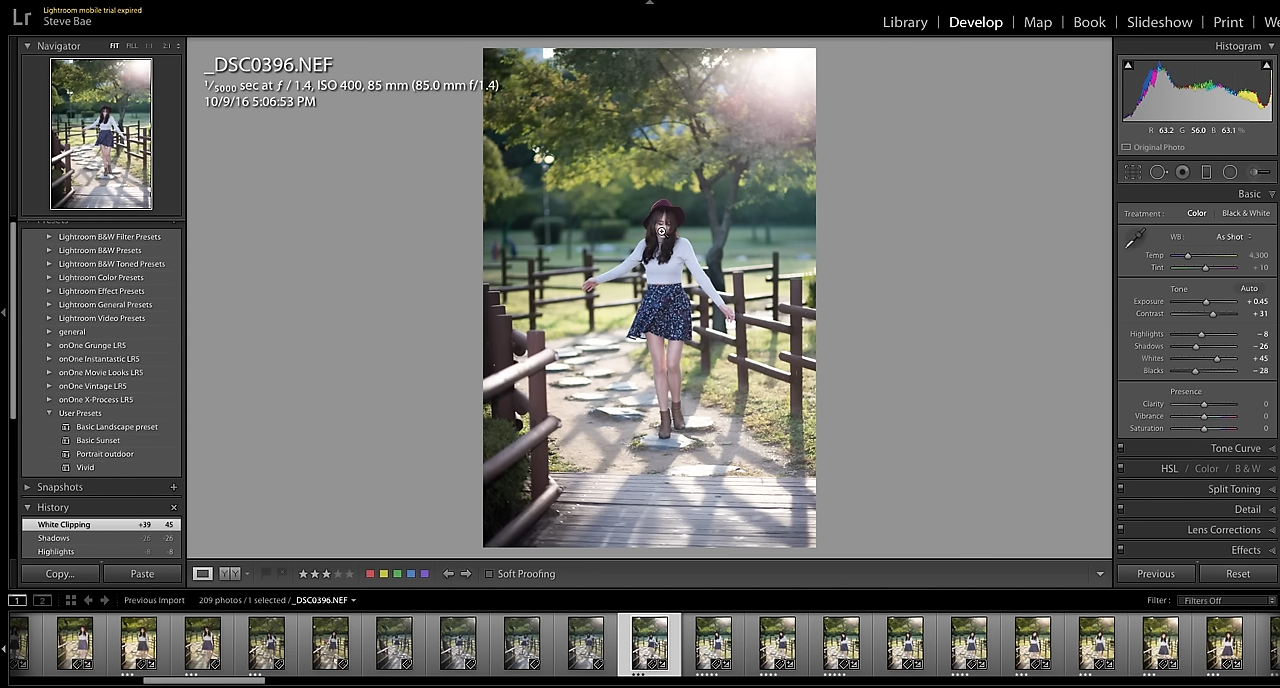 Lr
Lightroom mobile trial expired
Steve Bae
Library | Develop | Map | Book | Slideshow | Print | We
Navigator FIT FILL 1:1 2:1
Presets
Lightroom B&W Filter Presets
Lightroom B&W Presets
Lightroom B&W Toned Presets
Lightroom Color Presets
Lightroom Effect Presets
Lightroom General Presets
Lightroom Video Presets
general
onOne Grunge LR5
onOne Instantastic LR5
onOne Movie Looks LR5
onOne Vintage LR5
onOne X-Process LR5
User Presets
Basic Landscape preset
Basic Sunset
Portrait outdoor
Vivid
Snapshots +
History ×
White Clipping +39 45
Shadows -26 -26
Highlights -8 -8
Copy... Paste
_DSC0396.NEF
1/5000 sec at ƒ / 1.4, ISO 400, 85 mm (85.0 mm f/1.4)
10/9/16 5:06:53 PM
Soft Proofing
Histogram
R 63.2 G 56.0 B 63.1 %
Original Photo
Basic
Treatment : Color Black & White
WB : As Shot
Temp 4,300
Tint + 10
Tone Auto
Exposure + 0.45
Contrast + 31
Highlights − 8
Shadows − 26
Whites + 45
Blacks − 28
Presence
Clarity 0
Vibrance 0
Saturation 0
Tone Curve
HSL / Color / B & W
Split Toning
Detail
Lens Corrections
Effects
Previous Reset
1 2 Previous Import 209 photos / 1 selected / _DSC0396.NEF
Filter : Filters Off